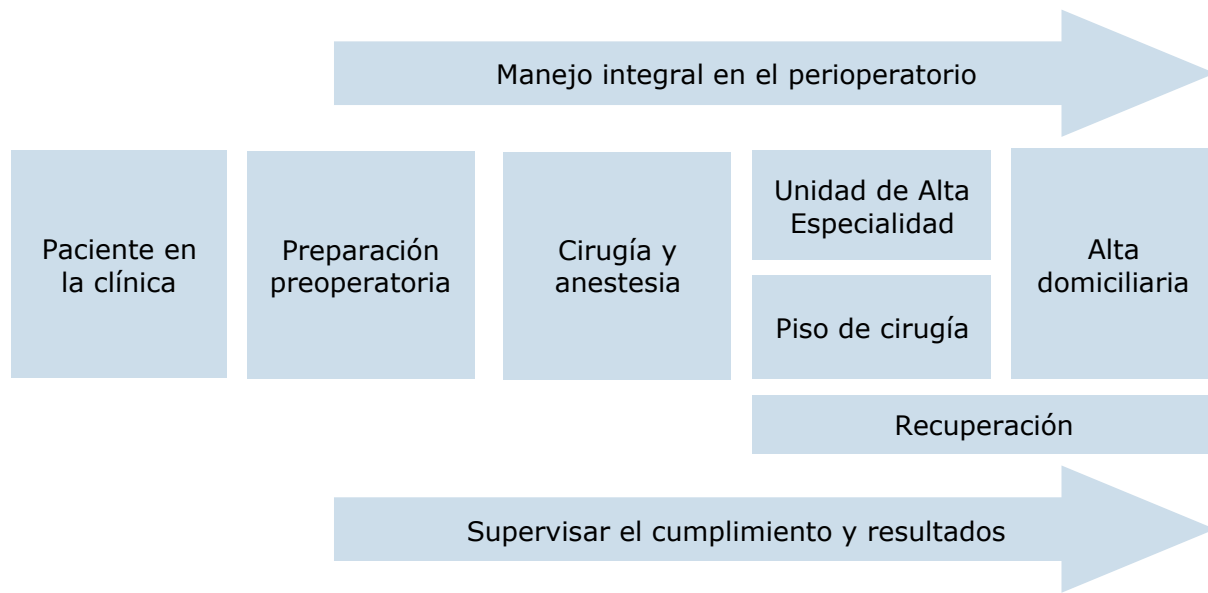 Manejo integral en el perioperatorio
Paciente en
la clínica
Preparación
preoperatoria
Cirugía y
anestesia
Unidad de Alta
Especialidad
Piso de cirugía
Alta
domiciliaria
Recuperación
Supervisar el cumplimiento y resultados